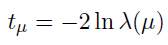 t_μ = −2 ln λ(μ)